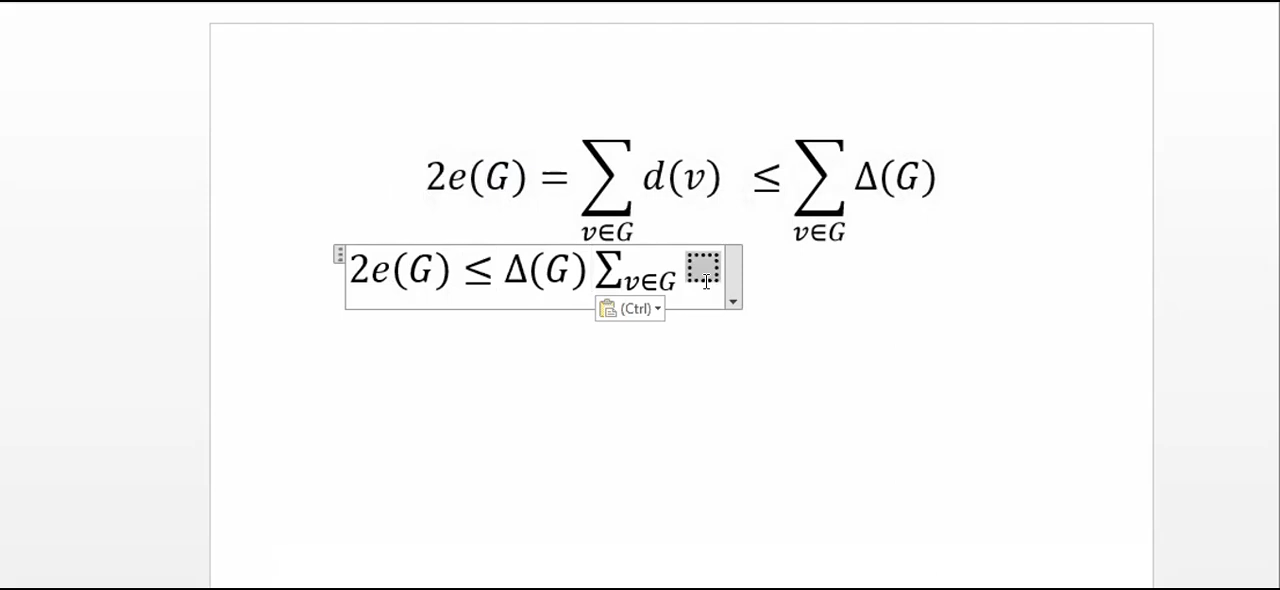 2e(G) = ∑_{v∈G} d(v) ≤ ∑_{v∈G} Δ(G)
2e(G) ≤ Δ(G) ∑_{v∈G}
(Ctrl)